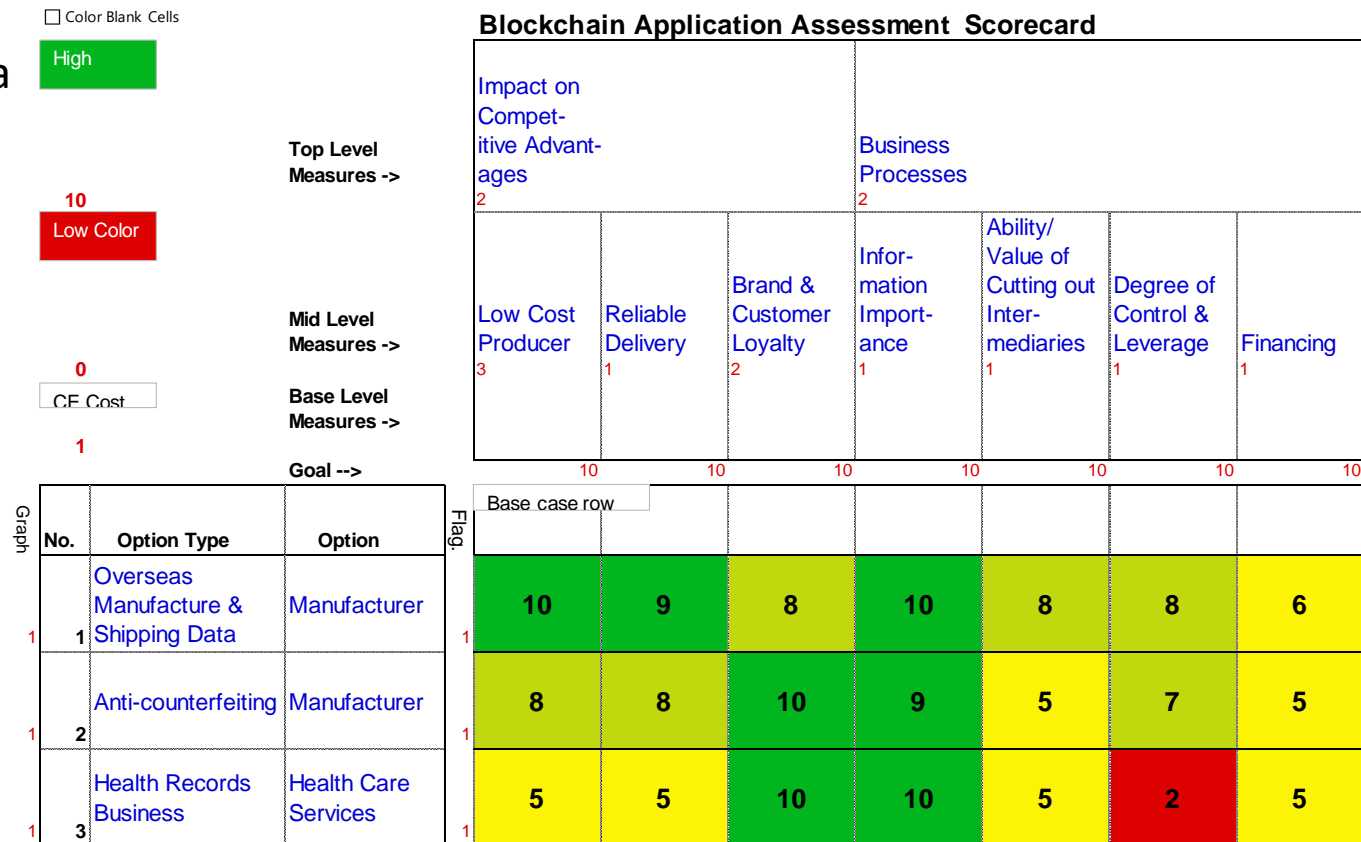 Color Blank Cells
Blockchain Application Assessment Scorecard
High
a
Impact on
Compet-
itive Advant-
ages
2
Business
Processes
2
Top Level
Measures ->
10
Low Color
Mid Level
Measures ->
0
Low Cost
Producer
3
Reliable
Delivery
1
Brand &
Customer
Loyalty
2
Infor-
mation
Import-
ance
1
Ability/
Value of
Cutting out
Inter-
mediaries
1
Degree of
Control &
Leverage
1
Financing
1
CE Cost
Base Level
Measures ->
1
Goal -->
10 10 10 10 10 10 10
Graph
No. Option Type Option
Flag.
Base case row
1
1
Overseas
Manufacture &
Shipping Data
Manufacturer
1
10 9 8 10 8 8 6
1
2
Anti-counterfeiting
Manufacturer
1
8 8 10 9 5 7 5
1
3
Health Records
Business
Health Care
Services
1
5 5 10 10 5 2 5